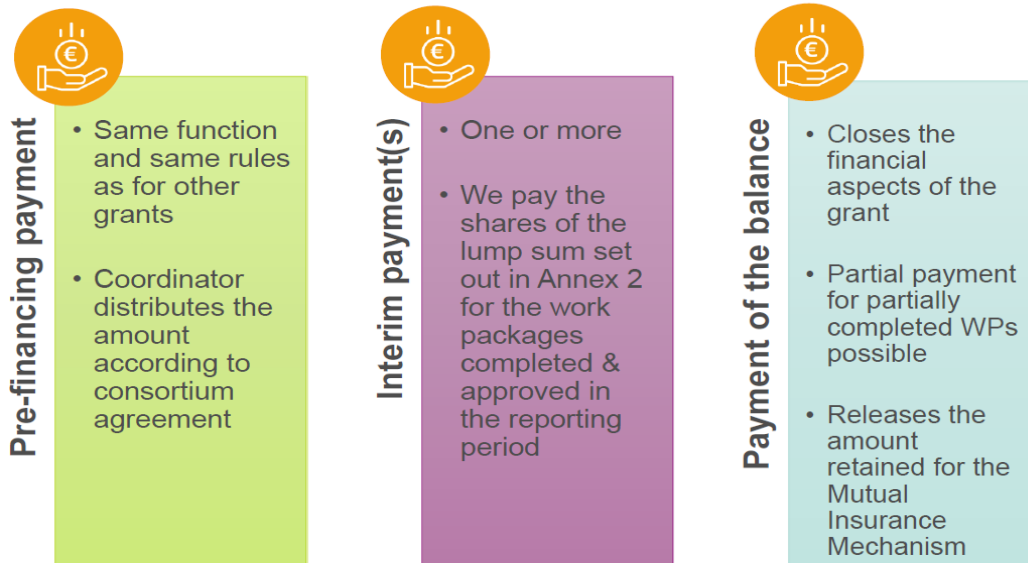 Pre-financing payment
• Same function
and same rules
as for other
grants
• Coordinator
distributes the
amount
according to
consortium
agreement
Interim payment(s)
• One or more
• We pay the
shares of the
lump sum set
out in Annex 2
for the work
packages
completed &
approved in
the reporting
period
Payment of the balance
• Closes the
financial
aspects of the
grant
• Partial payment
for partially
completed WPs
possible
• Releases the
amount
retained for the
Mutual
Insurance
Mechanism
€
€
€